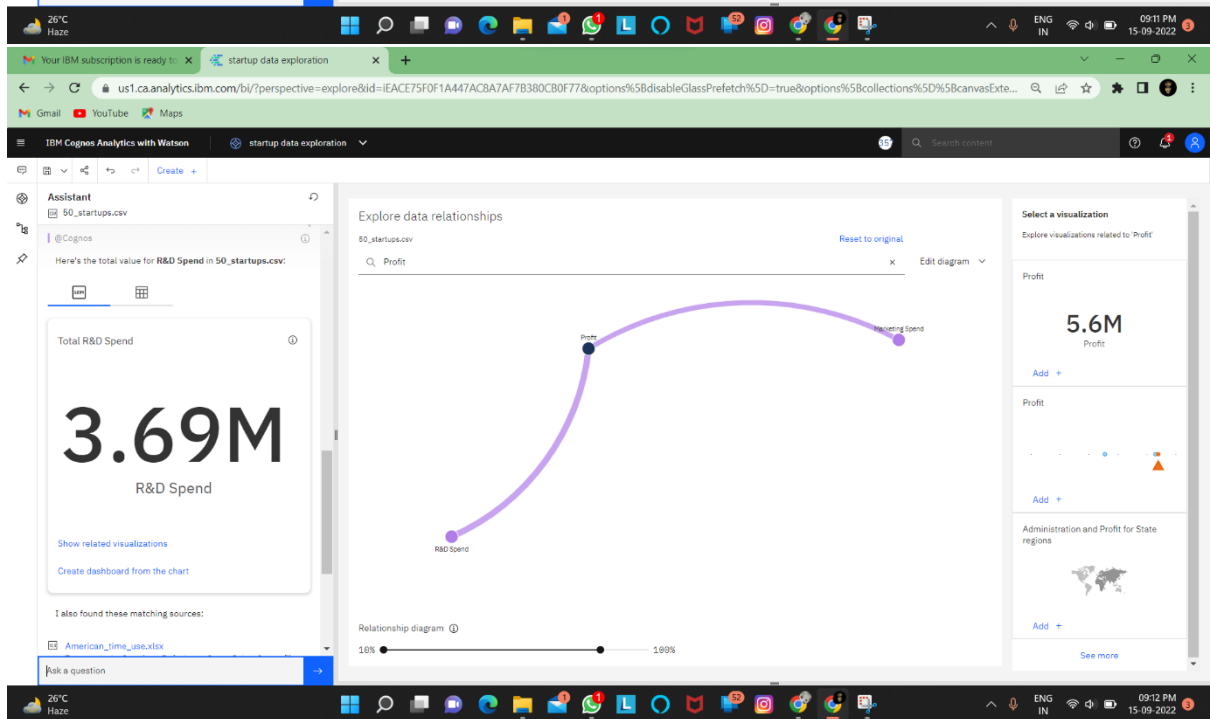 26°C
Haze
52
ENG
IN
09:11 PM
15-09-2022
3
Your IBM subscription is ready to
startup data exploration
us1.ca.analytics.ibm.com/bi/?perspective=explore&id=iEACE75F0F1A447AC8A7AF7B380CB0F77&options%5BdisableGlassPrefetch%5D=true&options%5Bcollections%5D%5BcanvasExte...
Gmail
YouTube
Maps
IBM Cognos Analytics with Watson
startup data exploration
Search content
1
Create +
Assistant
50_startups.csv
@Cognos
Here's the total value for R&D Spend in 50_startups.csv:
Total R&D Spend
3.69M
R&D Spend
Show related visualizations
Create dashboard from the chart
I also found these matching sources:
American_time_use.xlsx
Ask a question
Explore data relationships
50_startups.csv
Reset to original
Profit
Edit diagram
Profit
Marketing Spend
R&D Spend
Relationship diagram
10%
100%
Select a visualization
Explore visualizations related to 'Profit'
Profit
5.6M
Profit
Add +
Profit
Add +
Administration and Profit for State
regions
Add +
See more
26°C
Haze
52
ENG
IN
09:12 PM
15-09-2022
3